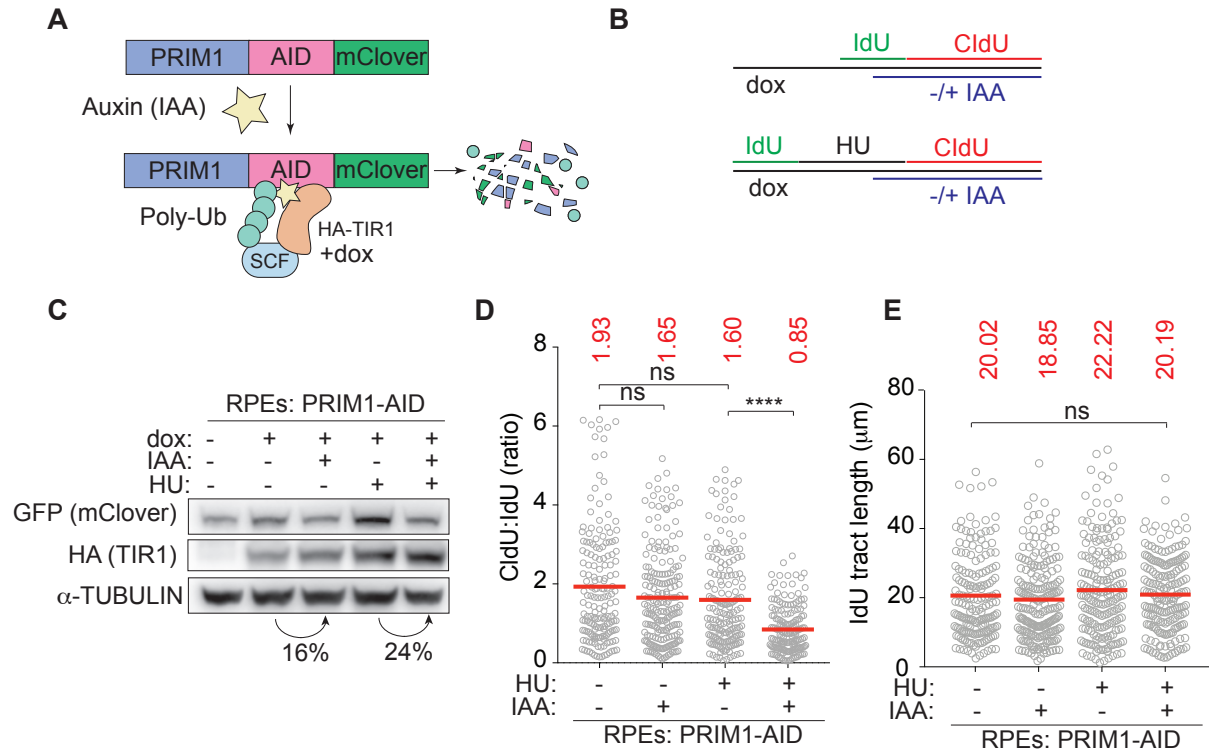 A
PRIM1 AID mClover
Auxin (IAA)
PRIM1 AID mClover
Poly-Ub
HA-TIR1
+dox
SCF
B
IdU CIdU
dox -/+ IAA
IdU HU CIdU
dox -/+ IAA
C
RPEs: PRIM1-AID
dox: - + + + +
IAA: - - + - +
HU: - - - + +
GFP (mClover)
HA (TIR1)
α-TUBULIN
16% 24%
D
1.93 1.65 1.60 0.85
8
6
4
2
0
CldU:IdU (ratio)
ns
ns ****
HU: - - + +
IAA: - + - +
RPEs: PRIM1-AID
E
20.02 18.85 22.22 20.19
80
60
40
20
0
IdU tract length (μm)
ns
HU: - - + +
IAA: - + - +
RPEs: PRIM1-AID